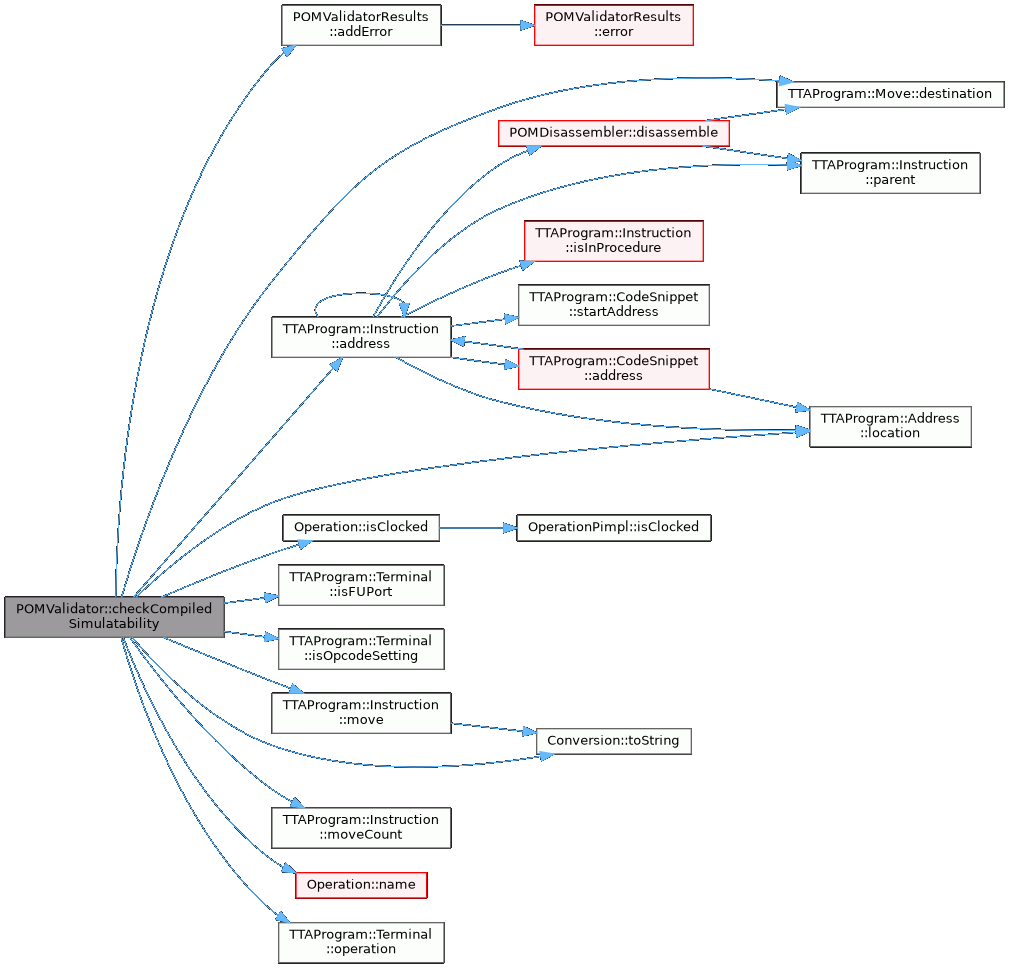 POMValidatorResults
::addError
POMValidatorResults
::error
TTAProgram::Move::destination
POMDisassembler::disassemble
TTAProgram::Instruction
::parent
TTAProgram::Instruction
::isInProcedure
TTAProgram::CodeSnippet
::startAddress
TTAProgram::Instruction
::address
TTAProgram::CodeSnippet
::address
TTAProgram::Address
::location
Operation::isClocked
OperationPimpl::isClocked
TTAProgram::Terminal
::isFUPort
POMValidator::checkCompiled
Simulatability
TTAProgram::Terminal
::isOpcodeSetting
TTAProgram::Instruction
::move
Conversion::toString
TTAProgram::Instruction
::moveCount
Operation::name
TTAProgram::Terminal
::operation